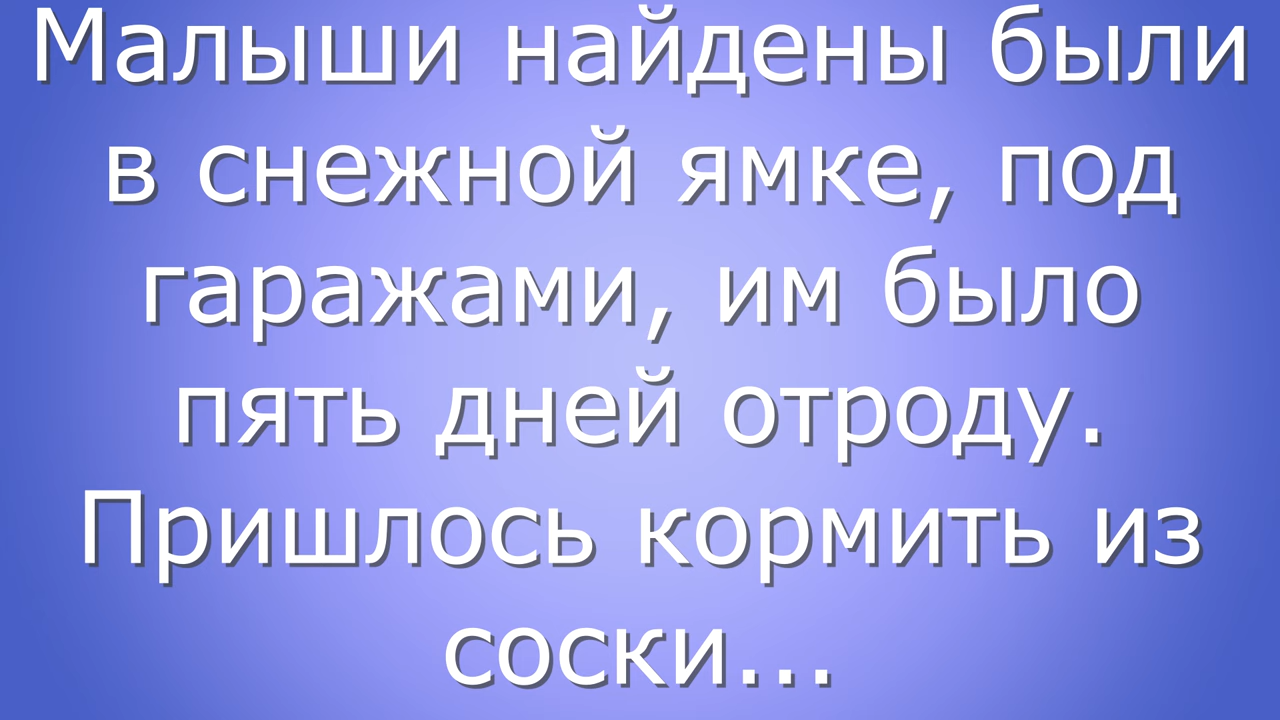 Малыши найдены были
в снежной ямке, под
гаражами, им было
пять дней отроду.
Пришлось кормить из
соски...